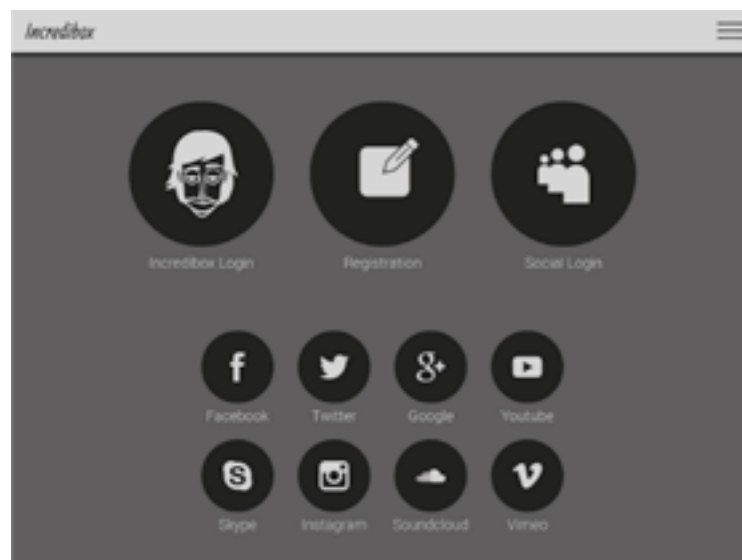 Incredibox
Incredibox Login Registration Social Login
Facebook Twitter Google Youtube
Skype Instagram Soundcloud Vimeo